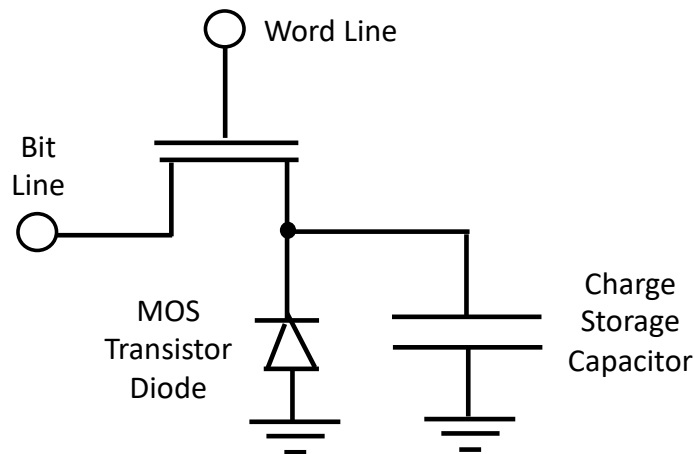 Word Line
Bit
Line
MOS
Transistor
Diode
Charge
Storage
Capacitor